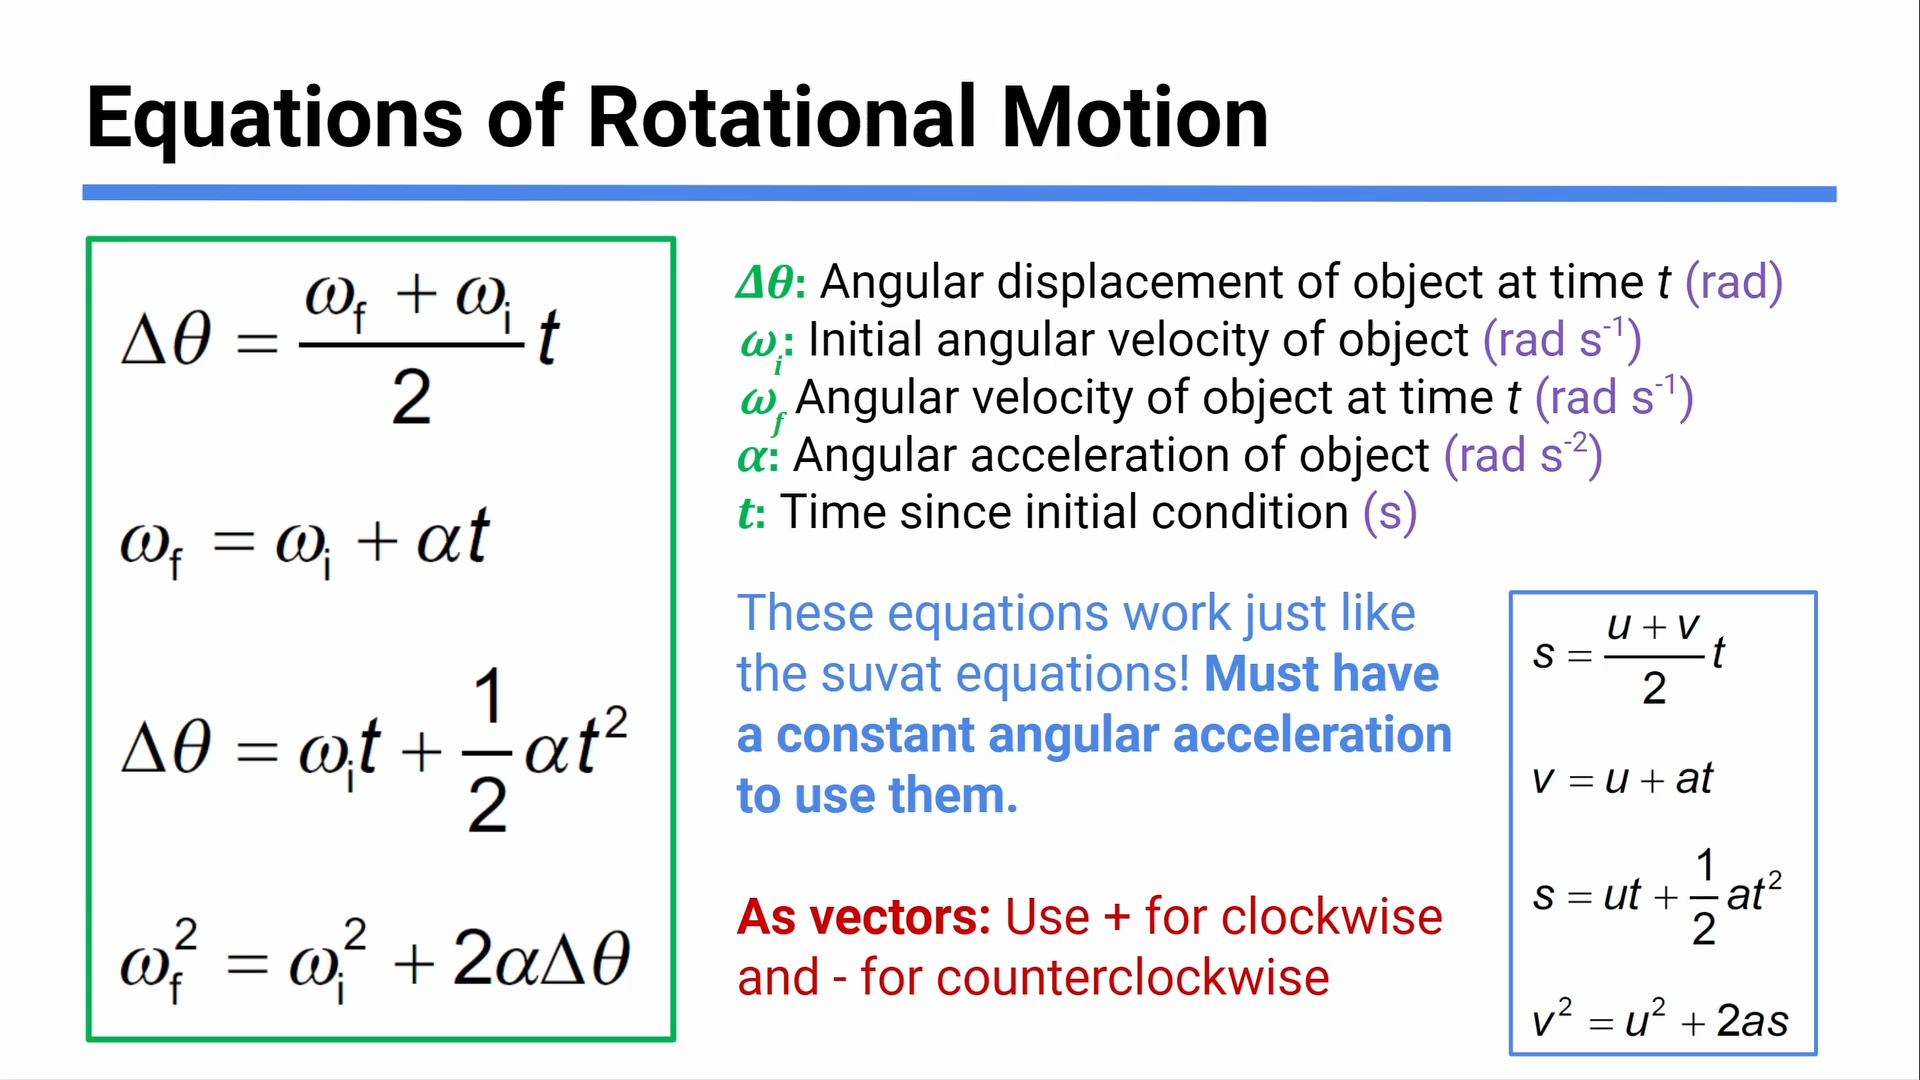 Equations of Rotational Motion
Δθ = (ω_f + ω_i)/2 t
ω_f = ω_i + αt
Δθ = ω_i t + 1/2 αt²
ω_f² = ω_i² + 2αΔθ
Δθ: Angular displacement of object at time t (rad)
ω_i: Initial angular velocity of object (rad s⁻¹)
ω_f Angular velocity of object at time t (rad s⁻¹)
α: Angular acceleration of object (rad s⁻²)
t: Time since initial condition (s)
These equations work just like
the suvat equations! Must have
a constant angular acceleration
to use them.
As vectors: Use + for clockwise
and - for counterclockwise
s = (u + v)/2 t
v = u + at
s = ut + 1/2 at²
v² = u² + 2as